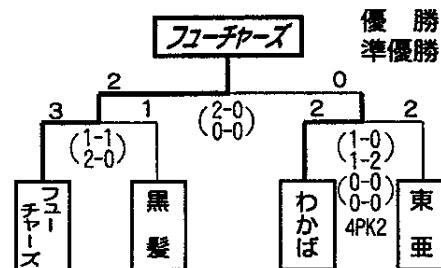 優勝
準優勝
フューチャーズ
2 0
3 1 2 2
(1-1
2-0)
(2-0
0-0)
(1-0
1-2
0-0
0-0)
4PK2
フューチャーズ
黒髪
わかば
東亜